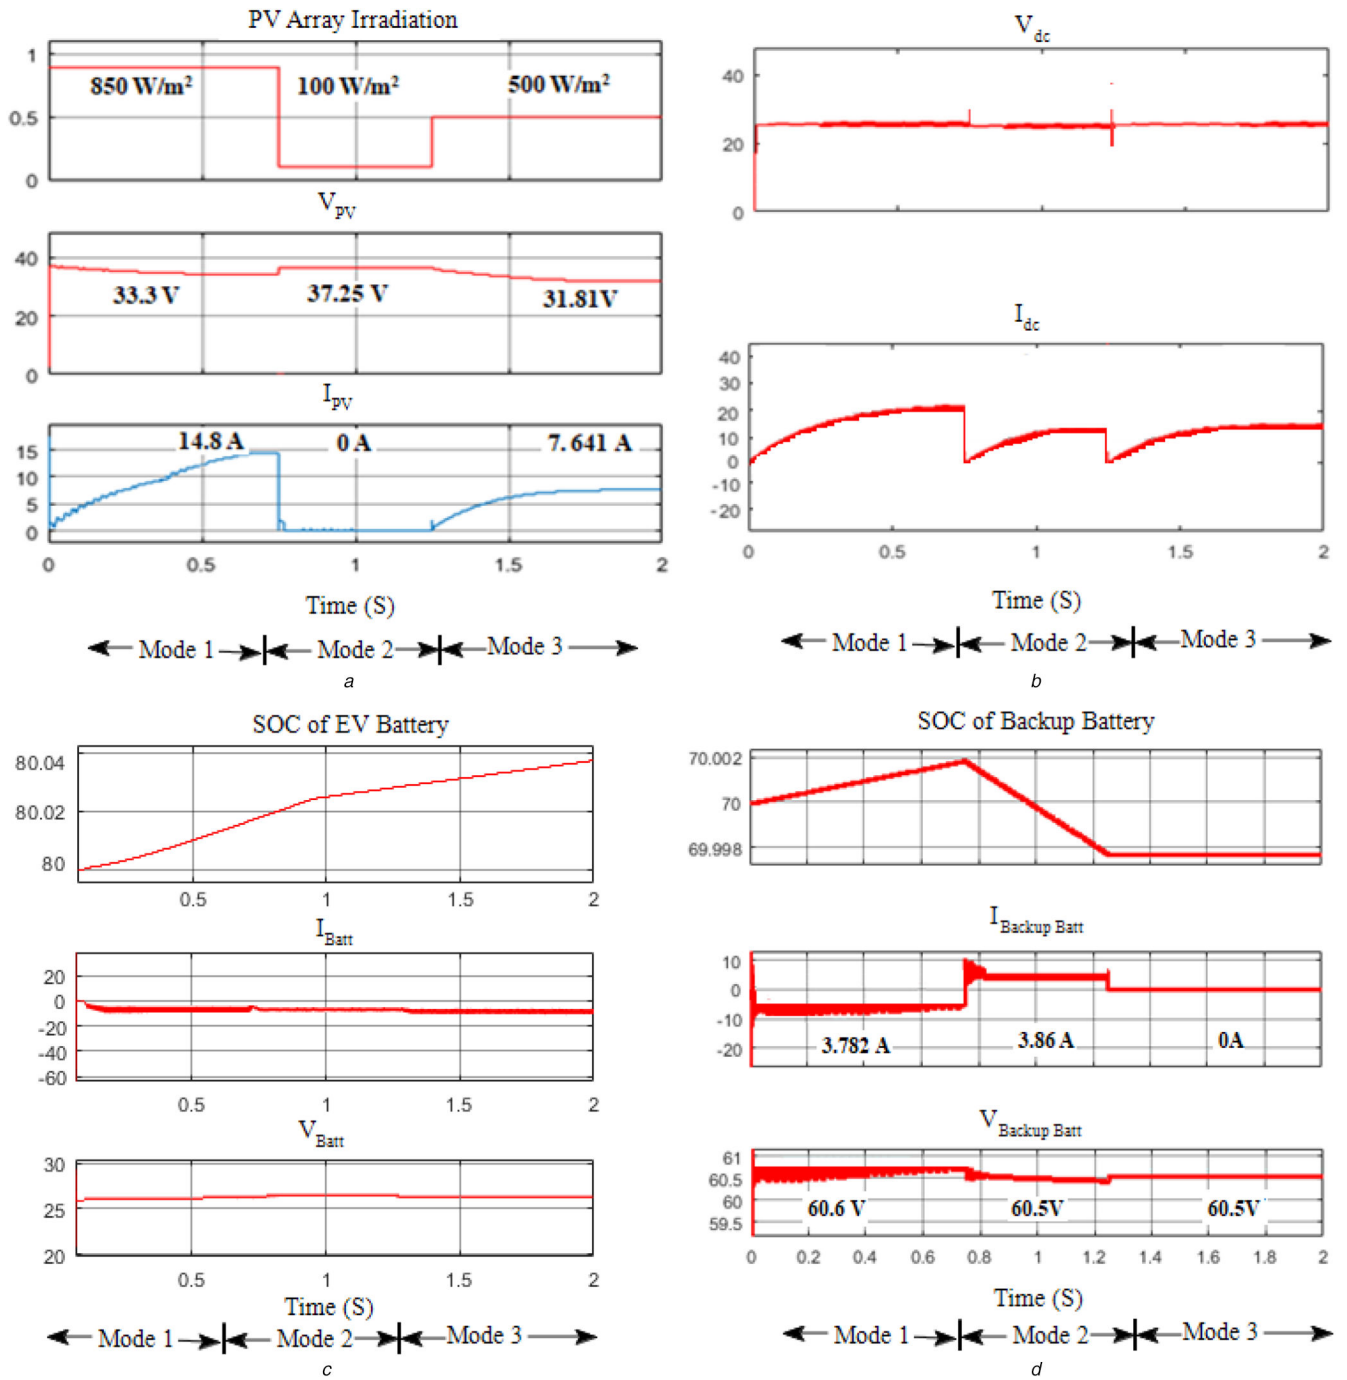 PV Array Irradiation
1
0.5
0
850 W/m²
100 W/m²
500 W/m²
V_PV
40
20
0
33.3 V
37.25 V
31.81V
I_PV
15
10
5
0
14.8 A
0 A
7.641 A
0 0.5 1 1.5 2
Time (S)
Mode 1 Mode 2 Mode 3
a
V_dc
40
20
0
I_dc
40
30
20
10
0
-10
-20
0 0.5 1 1.5 2
Time (S)
Mode 1 Mode 2 Mode 3
b
SOC of EV Battery
80.04
80.02
80
0.5 1 1.5 2
I_Batt
20
0
-20
-40
-60
0.5 1 1.5 2
V_Batt
30
25
20
0.5 1 1.5 2
Time (S)
Mode 1 Mode 2 Mode 3
c
SOC of Backup Battery
70.002
70
69.998
I_Backup Batt
10
0
-10
-20
3.782 A
3.86 A
0A
V_Backup Batt
61
60.5
60
59.5
60.6 V
60.5V
60.5V
0 0.2 0.4 0.6 0.8 1 1.2 1.4 1.6 1.8 2
Time (S)
Mode 1 Mode 2 Mode 3
d